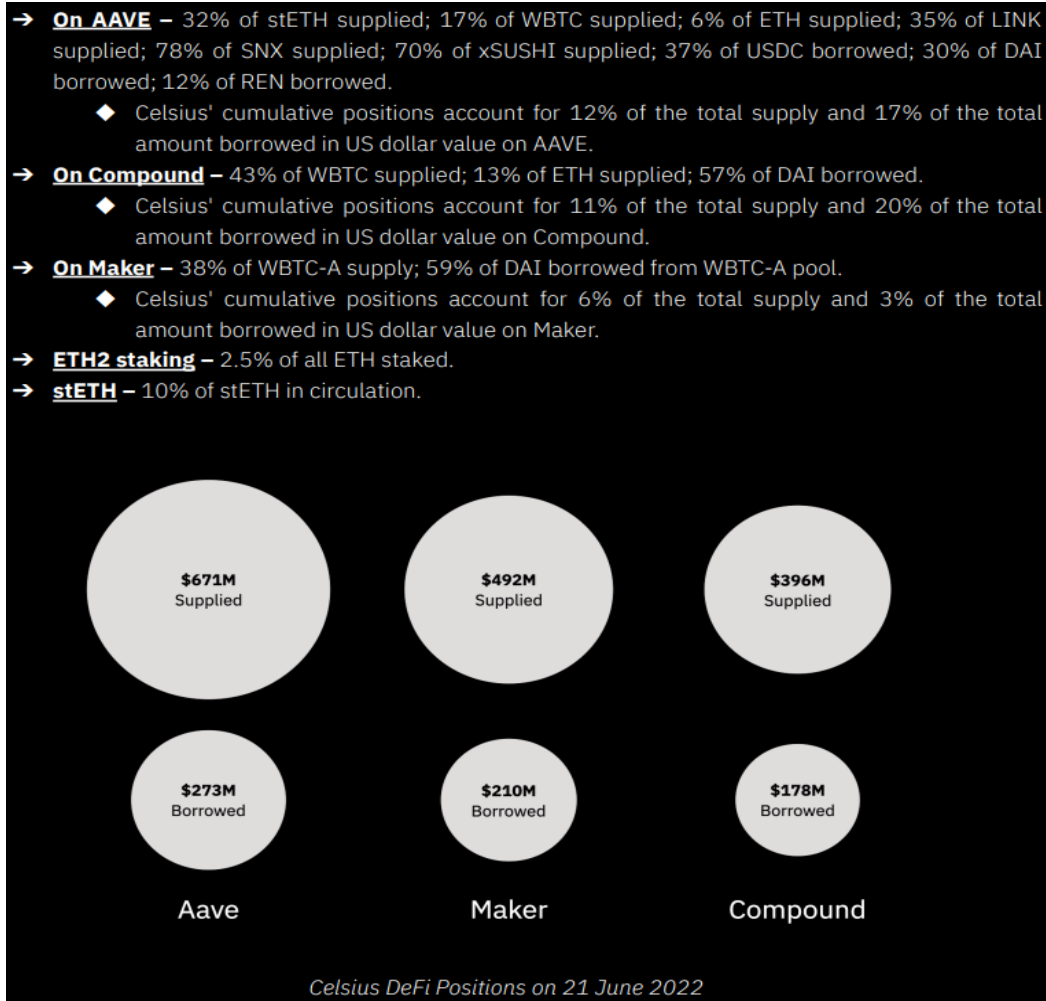 ➔ On AAVE – 32% of stETH supplied; 17% of WBTC supplied; 6% of ETH supplied; 35% of LINK
supplied; 78% of SNX supplied; 70% of xSUSHI supplied; 37% of USDC borrowed; 30% of DAI
borrowed; 12% of REN borrowed.
◆ Celsius' cumulative positions account for 12% of the total supply and 17% of the total
amount borrowed in US dollar value on AAVE.
➔ On Compound – 43% of WBTC supplied; 13% of ETH supplied; 57% of DAI borrowed.
◆ Celsius' cumulative positions account for 11% of the total supply and 20% of the total
amount borrowed in US dollar value on Compound.
➔ On Maker – 38% of WBTC-A supply; 59% of DAI borrowed from WBTC-A pool.
◆ Celsius' cumulative positions account for 6% of the total supply and 3% of the total
amount borrowed in US dollar value on Maker.
➔ ETH2 staking – 2.5% of all ETH staked.
➔ stETH – 10% of stETH in circulation.
$671M
Supplied
$492M
Supplied
$396M
Supplied
$273M
Borrowed
$210M
Borrowed
$178M
Borrowed
Aave
Maker
Compound
Celsius DeFi Positions on 21 June 2022